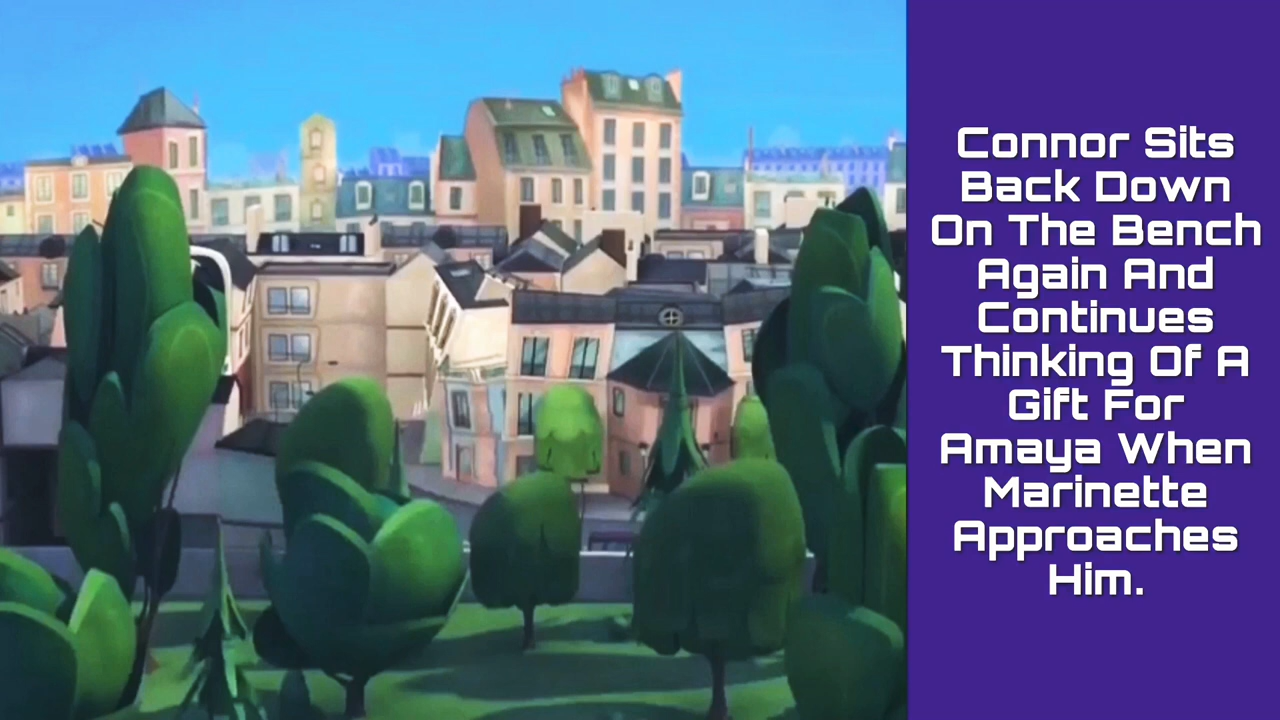 Connor Sits
Back Down
On The Bench
Again And
Continues
Thinking Of A
Gift For
Amaya When
Marinette
Approaches
Him.